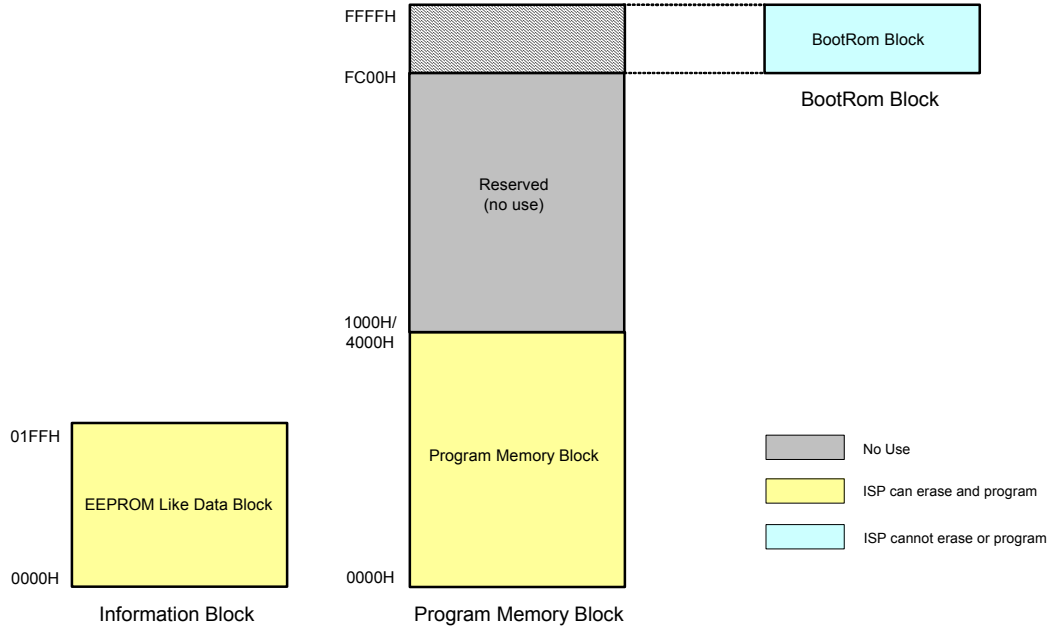 FFFFH
BootRom Block
FC00H
BootRom Block
Reserved
(no use)
1000H/
4000H
01FFH
EEPROM Like Data Block
Program Memory Block
No Use
ISP can erase and program
ISP cannot erase or program
0000H
0000H
Information Block
Program Memory Block